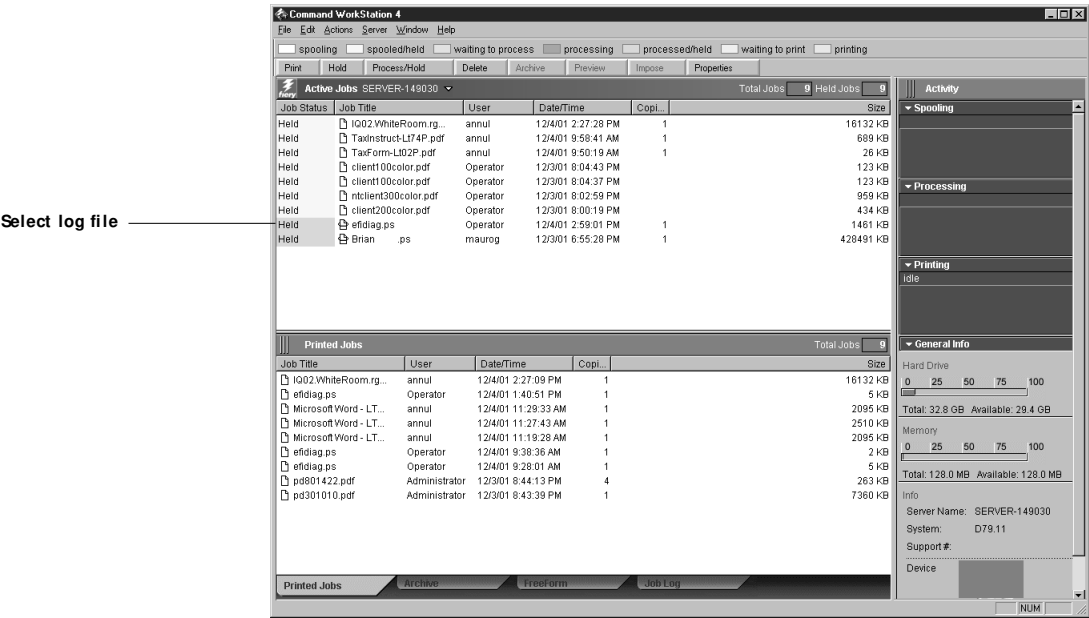 Command WorkStation 4
File Edit Actions Server Window Help
spooling spooled/held waiting to process processing processed/held waiting to print printing
Print Hold Process/Hold Delete Archive Preview Impose Properties
fiery Active Jobs SERVER-149030 Total Jobs 9 Held Jobs 9 Activity
Job Status Job Title User Date/Time Copi... Size
Held IQ02.WhiteRoom.rg... annul 12/4/01 2:27:28 PM 1 16132 KB
Held TaxInstruct-Lt74P.pdf annul 12/4/01 9:58:41 AM 1 689 KB
Held TaxForm-Lt02P.pdf annul 12/4/01 9:50:19 AM 1 26 KB
Held client100color.pdf Operator 12/3/01 8:04:43 PM 123 KB
Held client100color.pdf Operator 12/3/01 8:04:37 PM 123 KB
Held ntclient300color.pdf Operator 12/3/01 8:02:59 PM 959 KB
Held client200color.pdf Operator 12/3/01 8:00:19 PM 434 KB
Select log file
Held efidiag.ps Operator 12/4/01 2:59:01 PM 1 1461 KB
Held Brian .ps maurog 12/3/01 6:55:28 PM 1 428491 KB
Spooling
Processing
Printing
idle
Printed Jobs Total Jobs 9
Job Title User Date/Time Copi... Size
IQ02.WhiteRoom.rg... annul 12/4/01 2:27:09 PM 1 16132 KB
efidiag.ps Operator 12/4/01 1:40:51 PM 1 5 KB
Microsoft Word - LT... annul 12/4/01 11:29:33 AM 1 2095 KB
Microsoft Word - LT... annul 12/4/01 11:27:43 AM 1 2510 KB
Microsoft Word - LT... annul 12/4/01 11:19:28 AM 1 2095 KB
efidiag.ps Operator 12/4/01 9:38:36 AM 1 2 KB
efidiag.ps Operator 12/4/01 9:28:01 AM 1 5 KB
pd801422.pdf Administrator 12/3/01 8:44:13 PM 4 263 KB
pd301010.pdf Administrator 12/3/01 8:43:39 PM 1 7360 KB
Printed Jobs Archive FreeForm Job Log
General Info
Hard Drive
0 25 50 75 100
Total: 32.8 GB Available: 29.4 GB
Memory
0 25 50 75 100
Total: 128.0 MB Available: 128.0 MB
Info
Server Name: SERVER-149030
System: D79.11
Support #:
Device
NUM